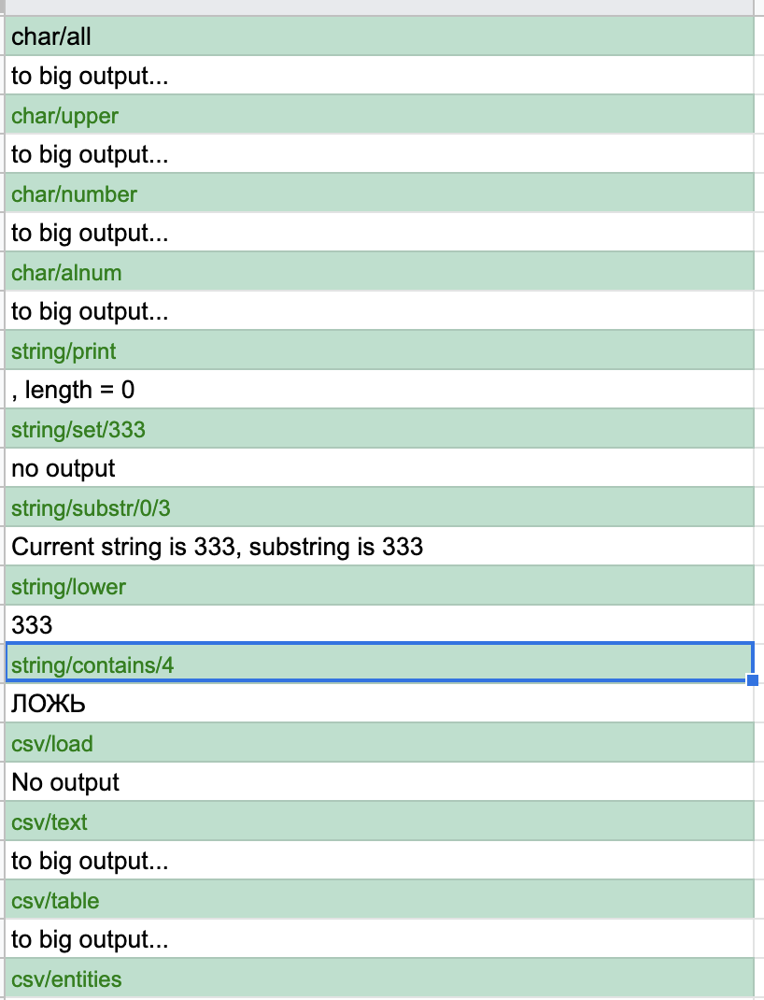 char/all
to big output...
char/upper
to big output...
char/number
to big output...
char/alnum
to big output...
string/print
, length = 0
string/set/333
no output
string/substr/0/3
Current string is 333, substring is 333
string/lower
333
string/contains/4
ЛОЖЬ
csv/load
No output
csv/text
to big output...
csv/table
to big output...
csv/entities